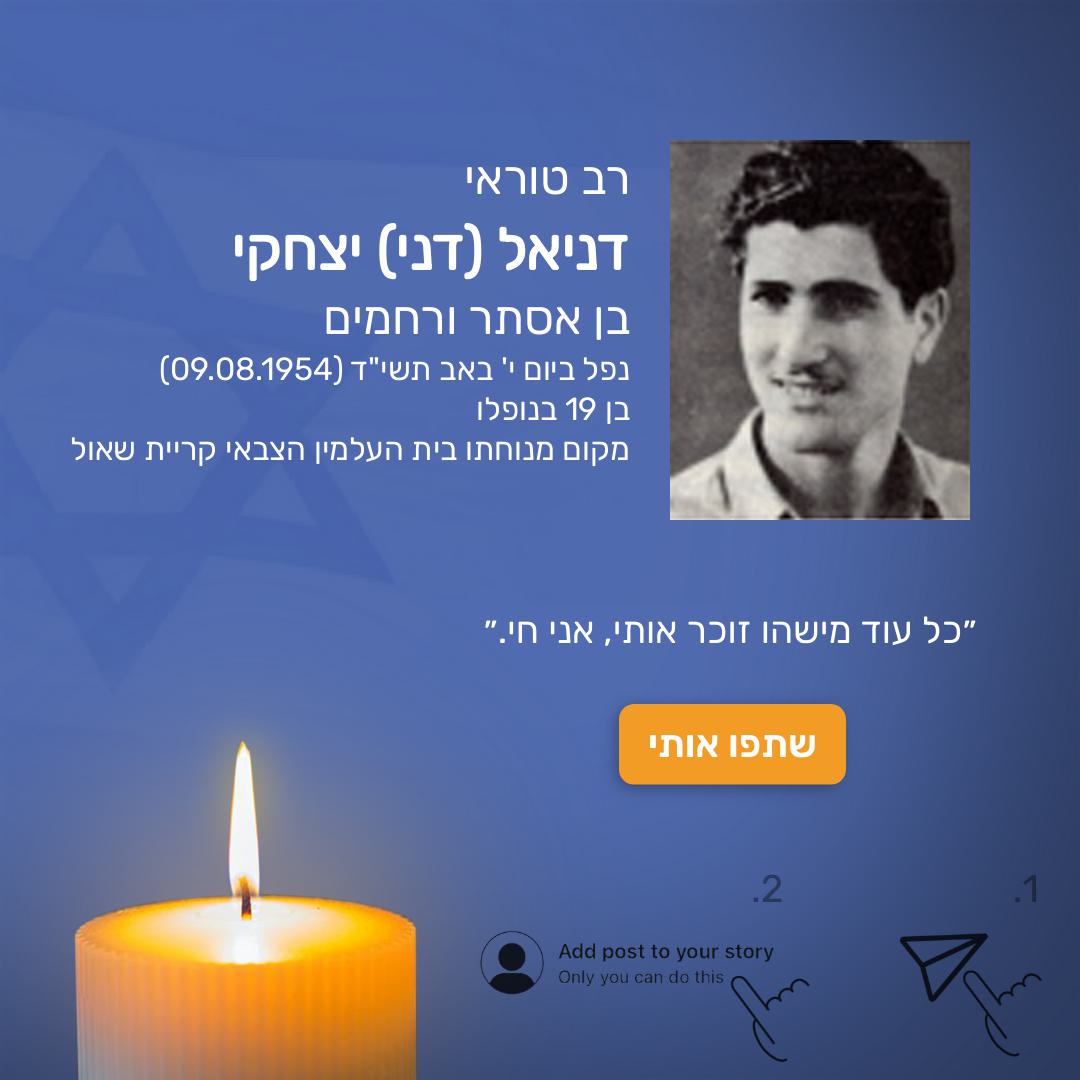 רב טוראי
דניאל (דני) יצחקי
בן אסתר ורחמים
נפל ביום י' באב תשי"ד (09.08.1954)
בן 19 בנופלו
מקום מנוחתו בית העלמין הצבאי קריית שאול
״כל עוד מישהו זוכר אותי, אני חי.״
שתפו אותי
1.
2.
Add post to your story
Only you can do this